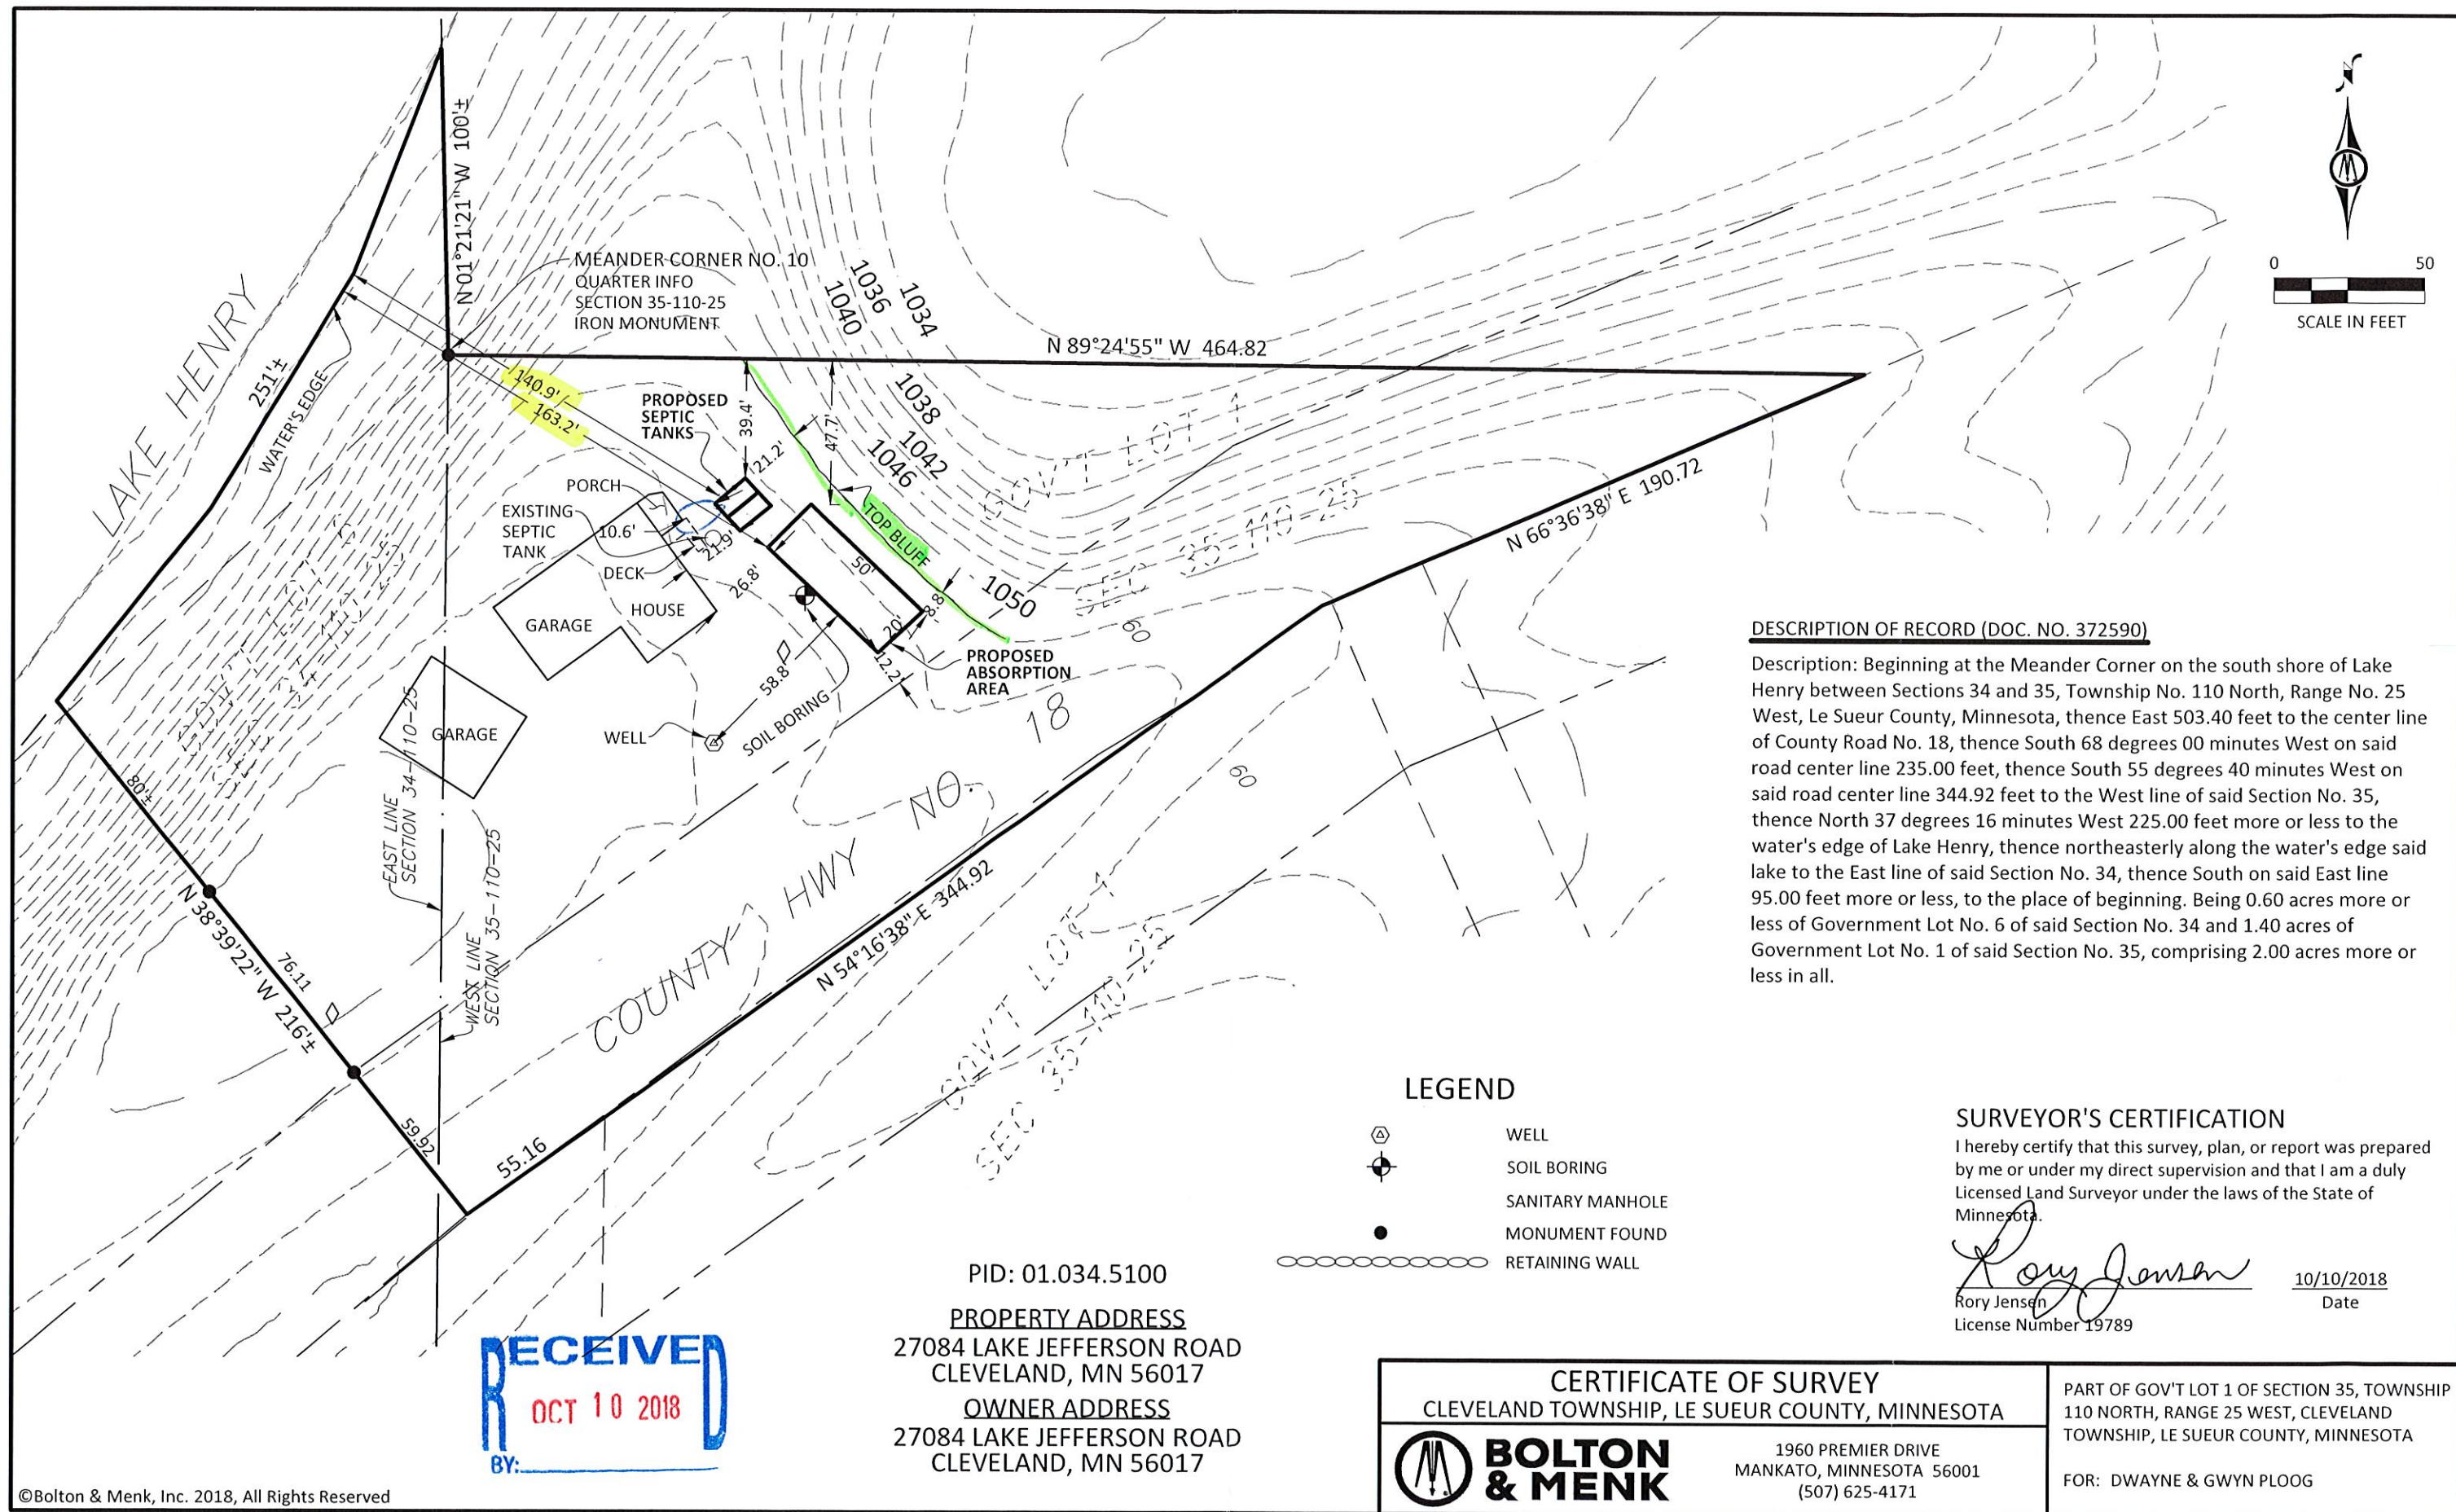 N 01°21'21" W 100'±
MEANDER CORNER NO. 10
QUARTER INFO
SECTION 35-110-25
IRON MONUMENT
1034
1036
1040
1038
1042
1046
1050
N
0 50
SCALE IN FEET
LAKE HENRY
251'±
WATER'S EDGE
N 89°24'55" W 464.82
140.9'
163.2'
PROPOSED
SEPTIC
TANKS
39.4'
47.7'
21.2'
PORCH
EXISTING
SEPTIC
TANK
10.6'
21.9'
DECK
26.8'
HOUSE
GARAGE
TOP BLUFF
50'
20'
8.8'
12.2'
PROPOSED
ABSORPTION
AREA
58.8'
WELL
SOIL BORING
GARAGE
GOVT LOT 1
SEC 35-110-25
N 66°36'38" E 190.72
60
60
COUNTY HWY NO. 18
80'±
EAST LINE
SECTION 34-110-25
WEST LINE
SECTION 35-110-25
N 38°39'22" W 216'±
76.11
59.92
55.16
N 54°16'38" E 344.92
GOVT LOT 1
SEC 35-110-25
DESCRIPTION OF RECORD (DOC. NO. 372590)
Description: Beginning at the Meander Corner on the south shore of Lake
Henry between Sections 34 and 35, Township No. 110 North, Range No. 25
West, Le Sueur County, Minnesota, thence East 503.40 feet to the center line
of County Road No. 18, thence South 68 degrees 00 minutes West on said
road center line 235.00 feet, thence South 55 degrees 40 minutes West on
said road center line 344.92 feet to the West line of said Section No. 35,
thence North 37 degrees 16 minutes West 225.00 feet more or less to the
water's edge of Lake Henry, thence northeasterly along the water's edge said
lake to the East line of said Section No. 34, thence South on said East line
95.00 feet more or less, to the place of beginning. Being 0.60 acres more or
less of Government Lot No. 6 of said Section No. 34 and 1.40 acres of
Government Lot No. 1 of said Section No. 35, comprising 2.00 acres more or
less in all.
LEGEND
WELL
SOIL BORING
SANITARY MANHOLE
MONUMENT FOUND
RETAINING WALL
SURVEYOR'S CERTIFICATION
I hereby certify that this survey, plan, or report was prepared
by me or under my direct supervision and that I am a duly
Licensed Land Surveyor under the laws of the State of
Minnesota.
Rory Jensen
10/10/2018
Rory Jensen
Date
License Number 19789
PID: 01.034.5100
PROPERTY ADDRESS
27084 LAKE JEFFERSON ROAD
CLEVELAND, MN 56017
OWNER ADDRESS
27084 LAKE JEFFERSON ROAD
CLEVELAND, MN 56017
RECEIVED
OCT 10 2018
BY:
©Bolton & Menk, Inc. 2018, All Rights Reserved
CERTIFICATE OF SURVEY
CLEVELAND TOWNSHIP, LE SUEUR COUNTY, MINNESOTA
BOLTON
& MENK
1960 PREMIER DRIVE
MANKATO, MINNESOTA 56001
(507) 625-4171
PART OF GOV'T LOT 1 OF SECTION 35, TOWNSHIP
110 NORTH, RANGE 25 WEST, CLEVELAND
TOWNSHIP, LE SUEUR COUNTY, MINNESOTA
FOR: DWAYNE & GWYN PLOOG